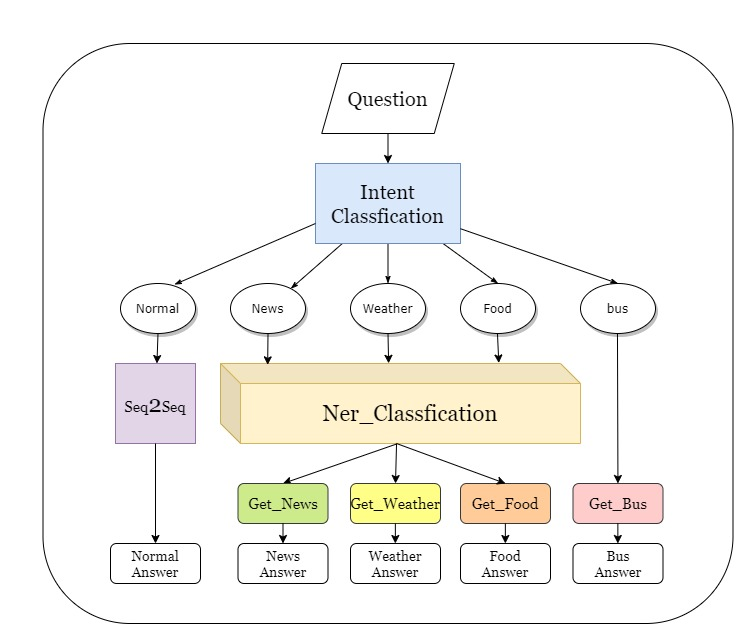 Question
Intent
Classfication
Normal
News
Weather
Food
bus
Seq2Seq
Ner_Classfication
Get_News
Get_Weather
Get_Food
Get_Bus
Normal
Answer
News
Answer
Weather
Answer
Food
Answer
Bus
Answer